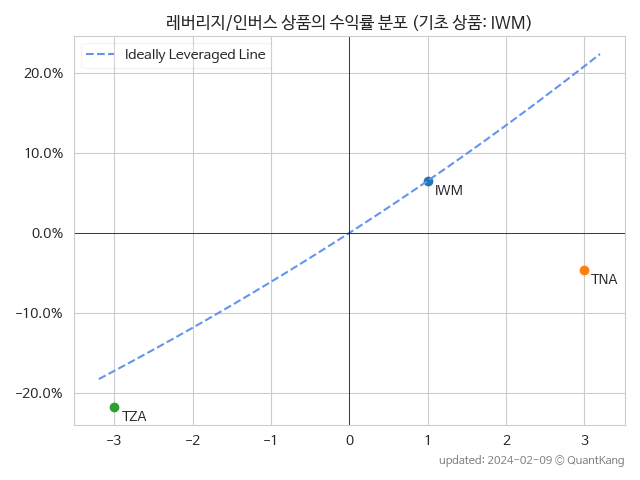 레버리지/인버스 상품의 수익률 분포 (기초 상품: IWM)
Ideally Leveraged Line
20.0%
10.0%
0.0%
−10.0%
−20.0%
IWM
TNA
TZA
−3 −2 −1 0 1 2 3
updated: 2024-02-09 © QuantKang